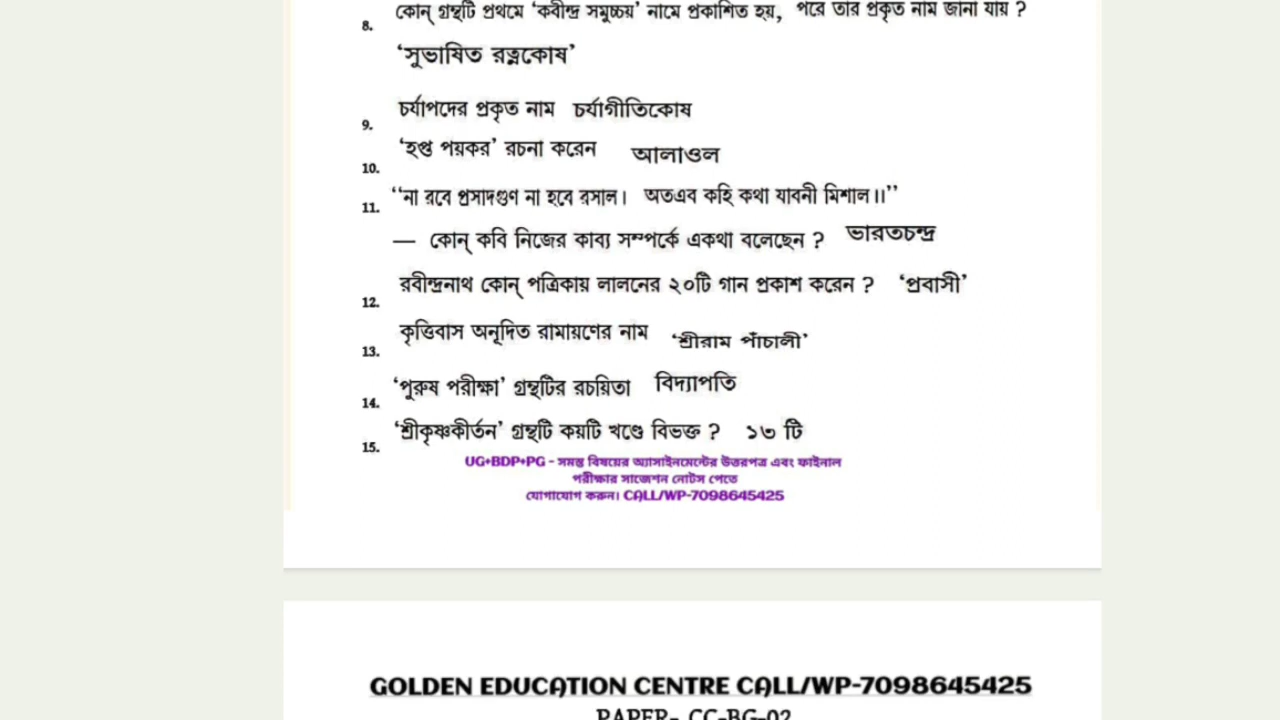 8. কোন্ গ্রন্থটি প্রথমে ‘কবীন্দ্র সমুচ্চয়’ নামে প্রকাশিত হয়, পরে তার প্রকৃত নাম জানা যায় ?
‘সুভাষিত রত্নকোষ’
9. চর্যাপদের প্রকৃত নাম চর্যাগীতিকোষ
10. ‘হপ্ত পয়কর’ রচনা করেন আলাওল
11. “না রবে প্রসাদগুণ না হবে রসাল। অতএব কহি কথা যাবনী মিশাল।।”
— কোন্ কবি নিজের কাব্য সম্পর্কে একথা বলেছেন ? ভারতচন্দ্র
12. রবীন্দ্রনাথ কোন্ পত্রিকায় লালনের ২০টি গান প্রকাশ করেন ? ‘প্রবাসী’
13. কৃত্তিবাস অনূদিত রামায়ণের নাম ‘শ্রীরাম পাঁচালী’
14. ‘পুরুষ পরীক্ষা’ গ্রন্থটির রচয়িতা বিদ্যাপতি
15. ‘শ্রীকৃষ্ণকীর্তন’ গ্রন্থটি কয়টি খণ্ডে বিভক্ত ? ১৩ টি
UG+BDP+PG - সমস্ত বিষয়ের অ্যাসাইনমেন্টের উত্তরপত্র এবং ফাইনাল
পরীক্ষার সাজেশন নোটস পেতে
যোগাযোগ করুন। CALL/WP-7098645425
GOLDEN EDUCATION CENTRE CALL/WP-7098645425
PAPER- CC-BG-02